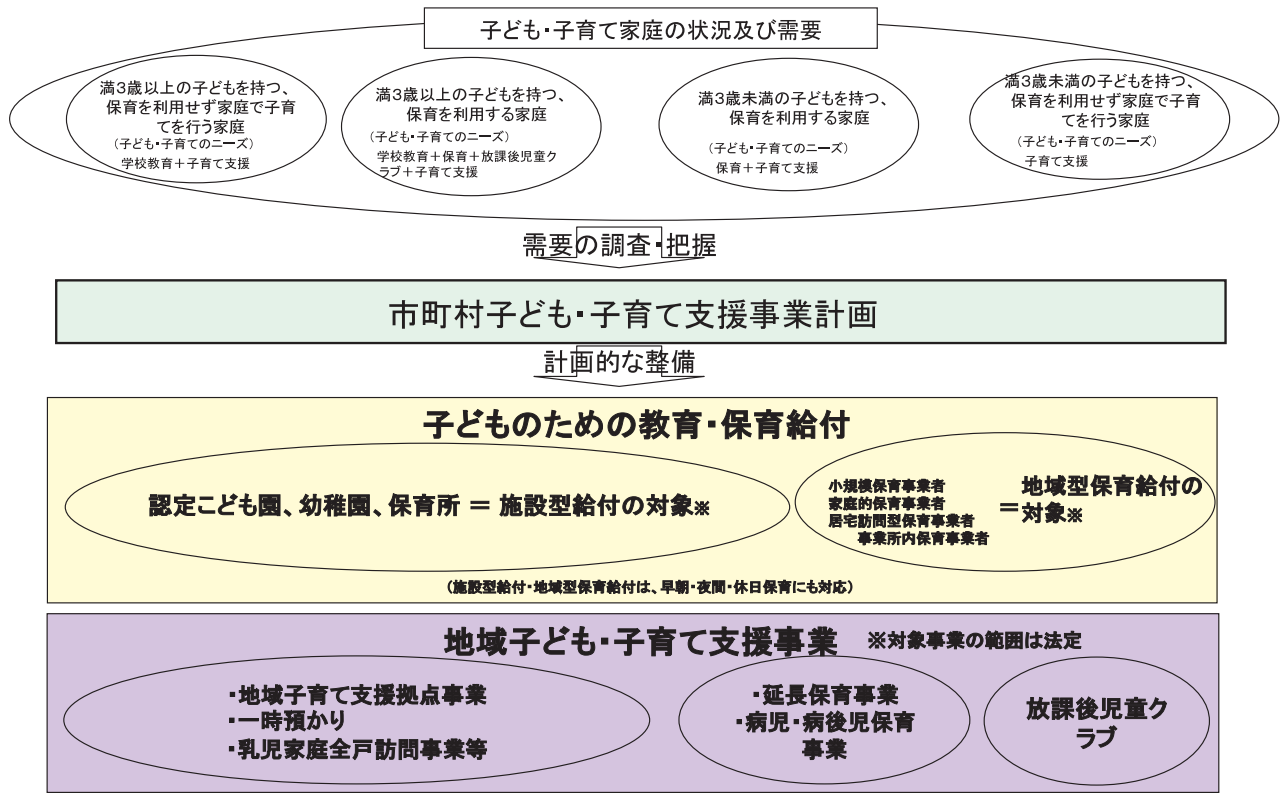 子ども・子育て家庭の状況及び需要
満3歳以上の子どもを持つ、
保育を利用せず家庭で子育
てを行う家庭
(子ども・子育てのニーズ)
学校教育+子育て支援
満3歳以上の子どもを持つ、
保育を利用する家庭
(子ども・子育てのニーズ)
学校教育+保育+放課後児童ク
ラブ+子育て支援
満3歳未満の子どもを持つ、
保育を利用する家庭
(子ども・子育てのニーズ)
保育+子育て支援
満3歳未満の子どもを持つ、
保育を利用せず家庭で子育
てを行う家庭
(子ども・子育てのニーズ)
子育て支援
需要の調査・把握
市町村子ども・子育て支援事業計画
計画的な整備
子どものための教育・保育給付
認定こども園、幼稚園、保育所 = 施設型給付の対象※
小規模保育事業者
家庭的保育事業者
居宅訪問型保育事業者
事業所内保育事業者
=
地域型保育給付の
対象※
(施設型給付・地域型保育給付は、早朝・夜間・休日保育にも対応)
地域子ども・子育て支援事業 ※対象事業の範囲は法定
・地域子育て支援拠点事業
・一時預かり
・乳児家庭全戸訪問事業等
・延長保育事業
・病児・病後児保育
事業
放課後児童ク
ラブ